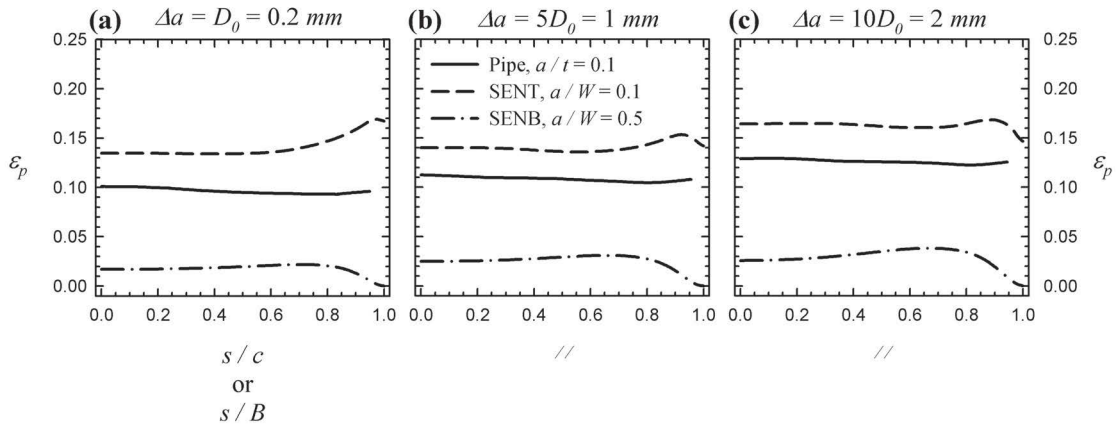 (a) Δa = D0 = 0.2 mm
(b) Δa = 5D0 = 1 mm
(c) Δa = 10D0 = 2 mm
0.25
0.20
0.15
0.10
0.05
0.00
εp
Pipe, a / t = 0.1
SENT, a / W = 0.1
SENB, a / W = 0.5
0.25
0.20
0.15
0.10
0.05
0.00
εp
0.0 0.2 0.4 0.6 0.8 1.0
0.0 0.2 0.4 0.6 0.8 1.0
0.0 0.2 0.4 0.6 0.8 1.0
s / c
or
s / B
//
//